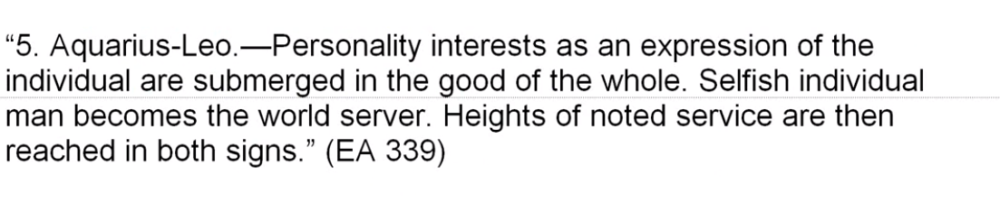 “5. Aquarius-Leo.—Personality interests as an expression of the
individual are submerged in the good of the whole. Selfish individual
man becomes the world server. Heights of noted service are then
reached in both signs.” (EA 339)